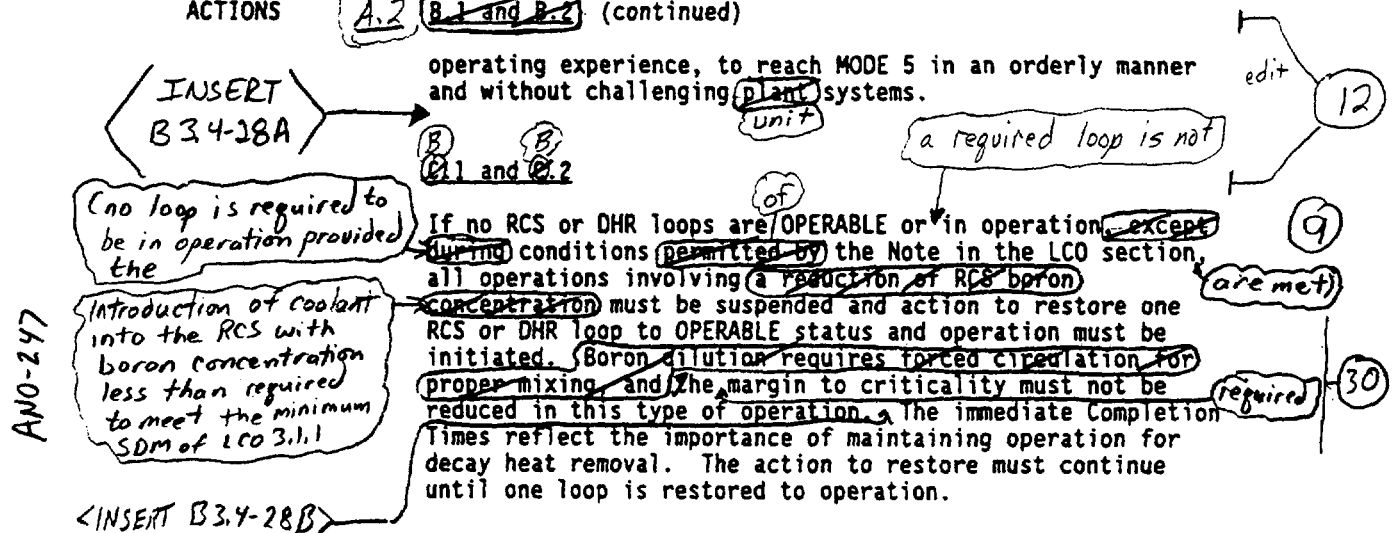 ACTIONS A.2 B.1 and B.2 (continued)
operating experience, to reach MODE 5 in an orderly manner
and without challenging plant systems.
unit
<INSERT
B 3.4-28A>
edit
12
a required loop is not
B B
C.1 and C.2
of
(no loop is required to
be in operation provided
the
If no RCS or DHR loops are OPERABLE or in operation, except
during conditions permitted by the Note in the LCO section,
all operations involving a reduction of RCS boron
concentration must be suspended and action to restore one
RCS or DHR loop to OPERABLE status and operation must be
initiated. Boron dilution requires forced circulation for
proper mixing, and The margin to criticality must not be
reduced in this type of operation. The immediate Completion
Times reflect the importance of maintaining operation for
decay heat removal. The action to restore must continue
until one loop is restored to operation.
9
are met)
Introduction of coolant
into the RCS with
boron concentration
less than required
to meet the minimum
SDM of LCO 3.1.1
required
30
ANO-247
<INSERT B3.4-28B>